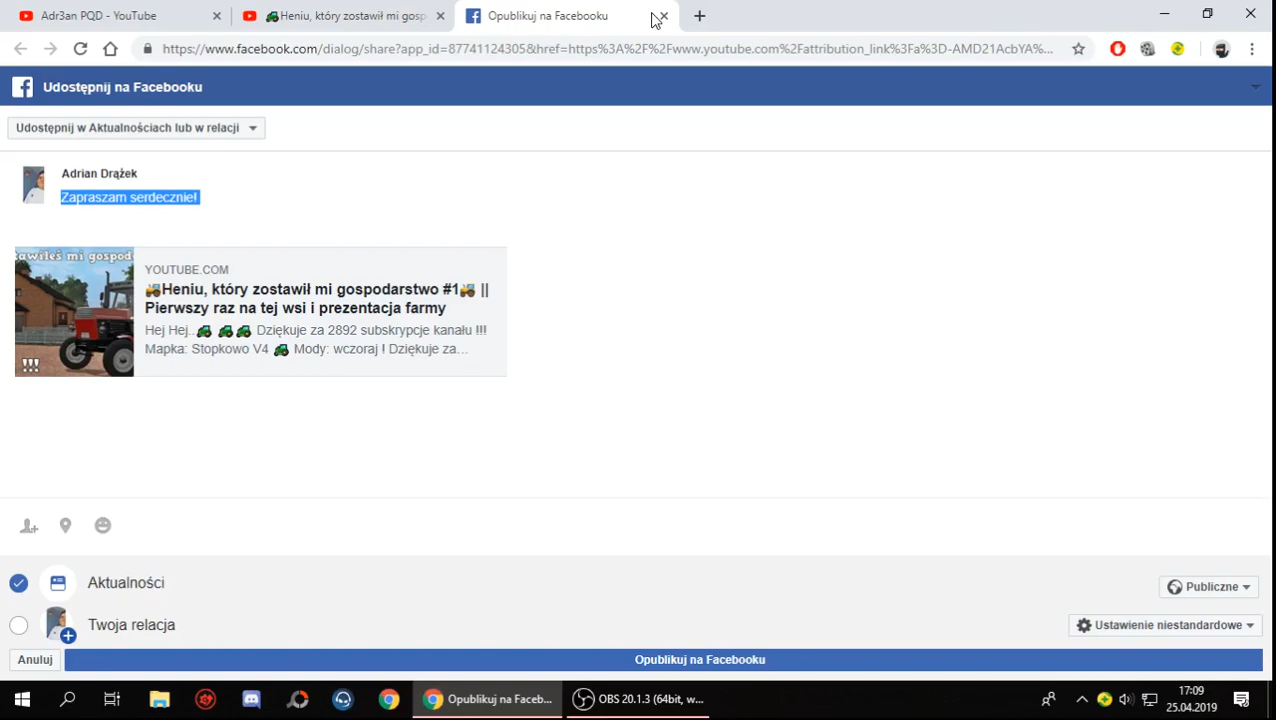 Adr3an PQD - YouTube
🚜Heniu, który zostawił mi gosp
Opublikuj na Facebooku
https://www.facebook.com/dialog/share?app_id=87741124305&href=https%3A%2F%2Fwww.youtube.com%2Fattribution_link%3Fa%3D-AMD21AcbYA%...
Udostępnij na Facebooku
Udostępnij w Aktualnościach lub w relacji
Adrian Drążek
Zapraszam serdecznie!
tawiłeś mi gospod
!!!
YOUTUBE.COM
🚜Heniu, który zostawił mi gospodarstwo #1🚜 ||
Pierwszy raz na tej wsi i prezentacja farmy
Hej Hej..🚜 🚜 🚜 Dziękuje za 2892 subskrypcje kanału !!!
Mapka: Stopkowo V4 🚜 Mody: wczoraj ! Dziękuje za…
Aktualności
Publiczne
Twoja relacja
Ustawienie niestandardowe
Anuluj
Opublikuj na Facebooku
Opublikuj na Faceb...
OBS 20.1.3 (64bit, w...
17:09
25.04.2019